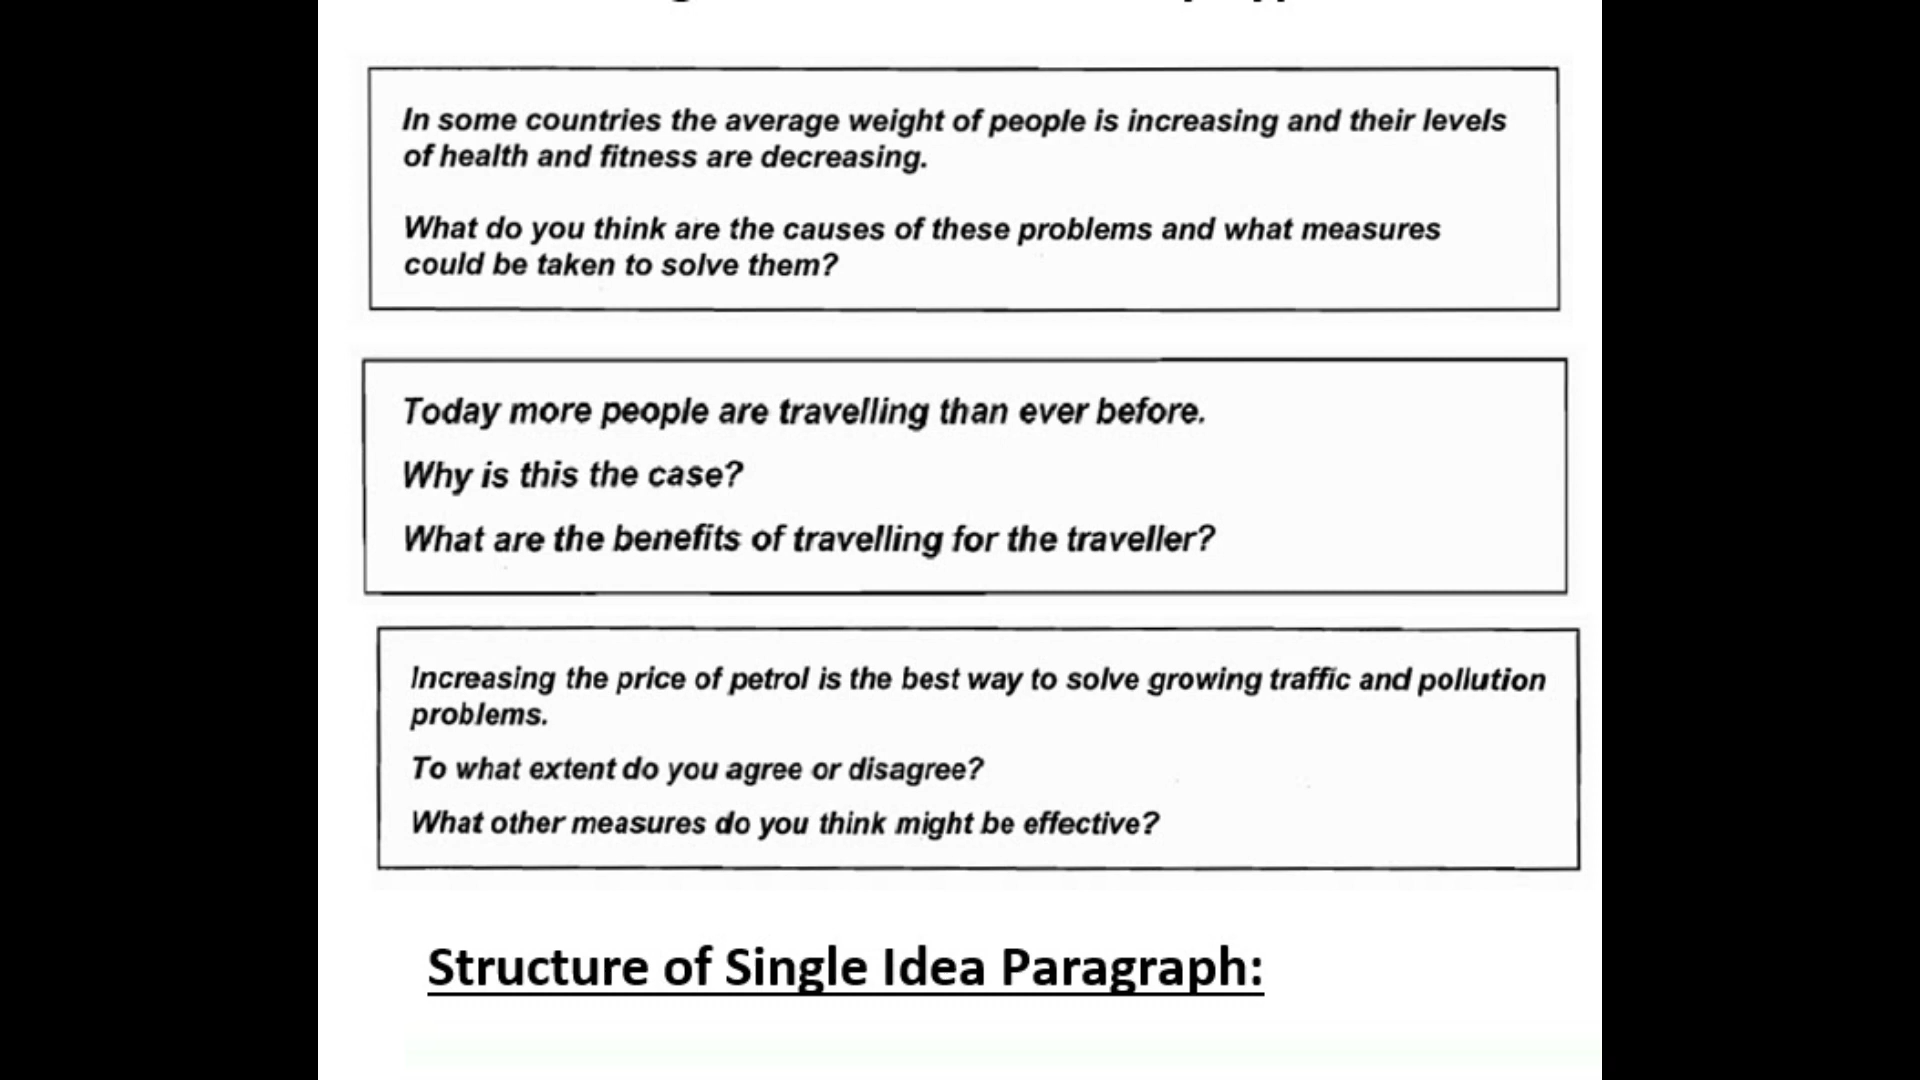 In some countries the average weight of people is increasing and their levels
of health and fitness are decreasing.
What do you think are the causes of these problems and what measures
could be taken to solve them?
Today more people are travelling than ever before.
Why is this the case?
What are the benefits of travelling for the traveller?
Increasing the price of petrol is the best way to solve growing traffic and pollution
problems.
To what extent do you agree or disagree?
What other measures do you think might be effective?
Structure of Single Idea Paragraph: